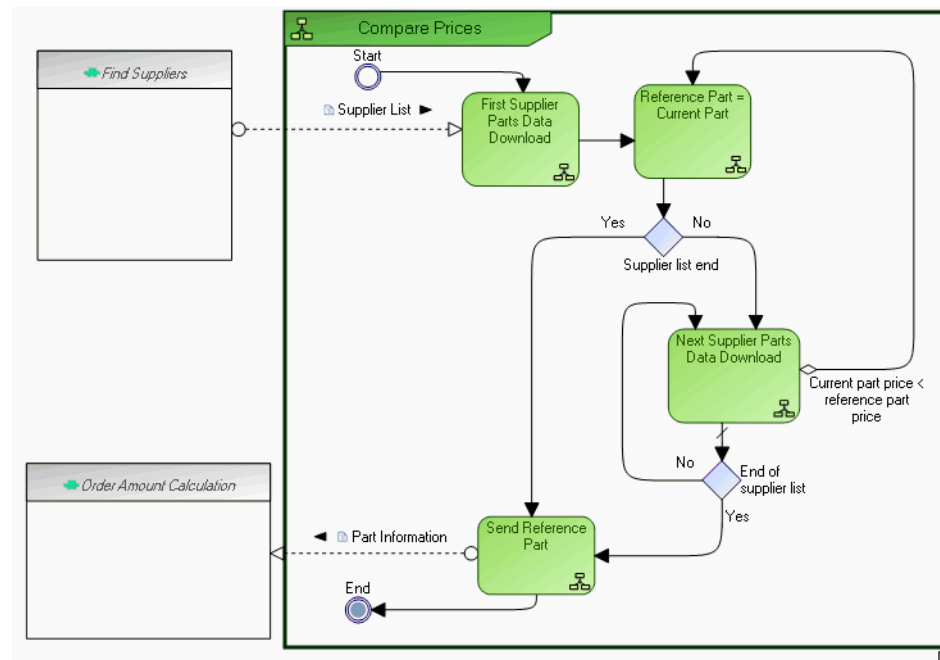 Compare Prices
Find Suppliers
Start
Supplier List
First Supplier
Parts Data
Download
Reference Part =
Current Part
Yes
No
Supplier list end
Next Supplier Parts
Data Download
Current part price <
reference part
price
No
End of
supplier list
Yes
Order Amount Calculation
Part Information
Send Reference
Part
End